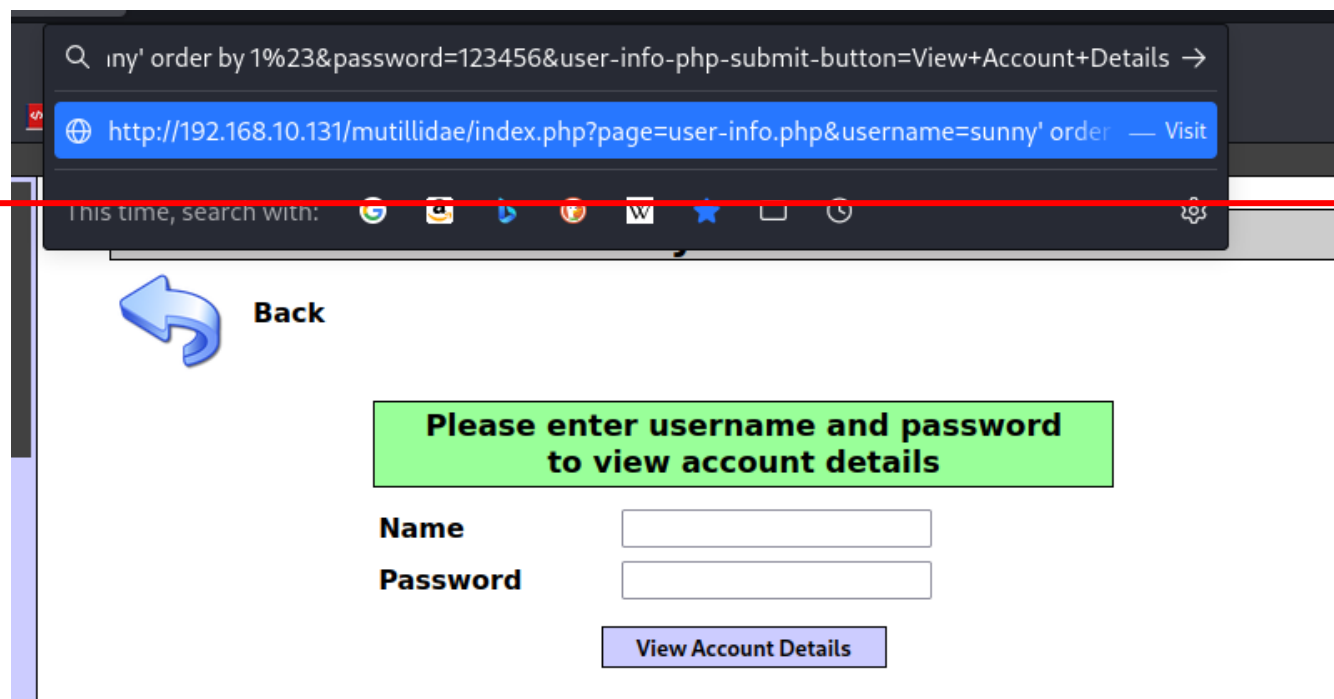 ıny' order by 1%23&password=123456&user-info-php-submit-button=View+Account+Details →
http://192.168.10.131/mutillidae/index.php?page=user-info.php&username=sunny' order — Visit
This time, search with:
Back
Please enter username and password
to view account details
Name
Password
View Account Details